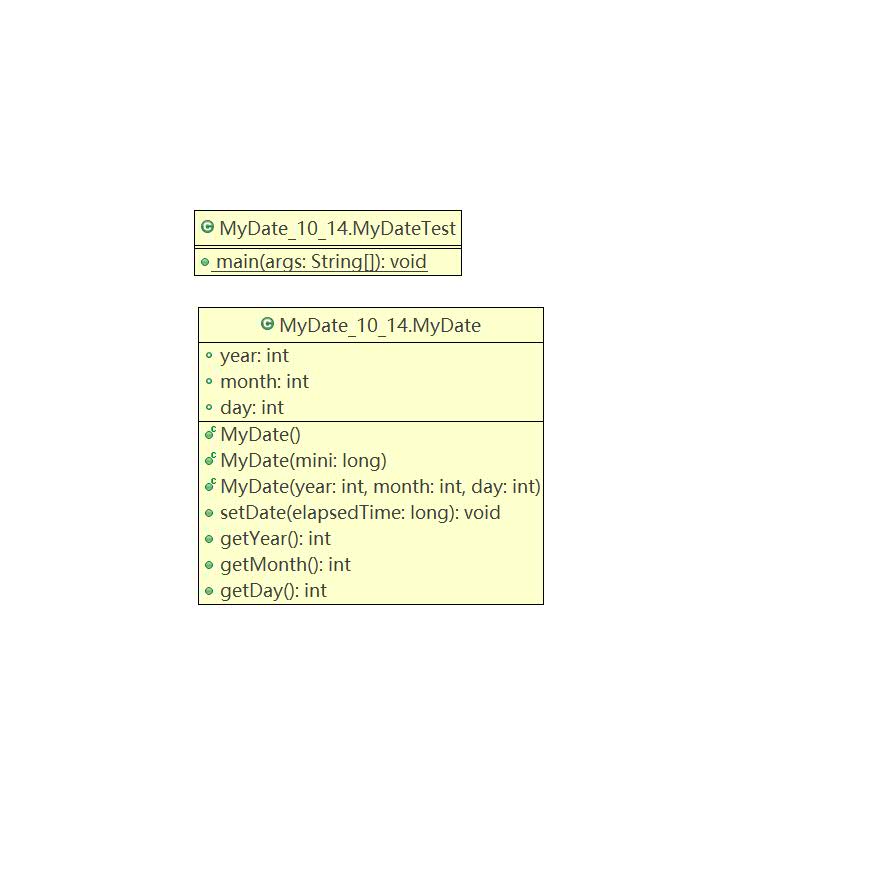 MyDate_10_14.MyDateTest
main(args: String[]): void
MyDate_10_14.MyDate
year: int
month: int
day: int
MyDate()
MyDate(mini: long)
MyDate(year: int, month: int, day: int)
setDate(elapsedTime: long): void
getYear(): int
getMonth(): int
getDay(): int